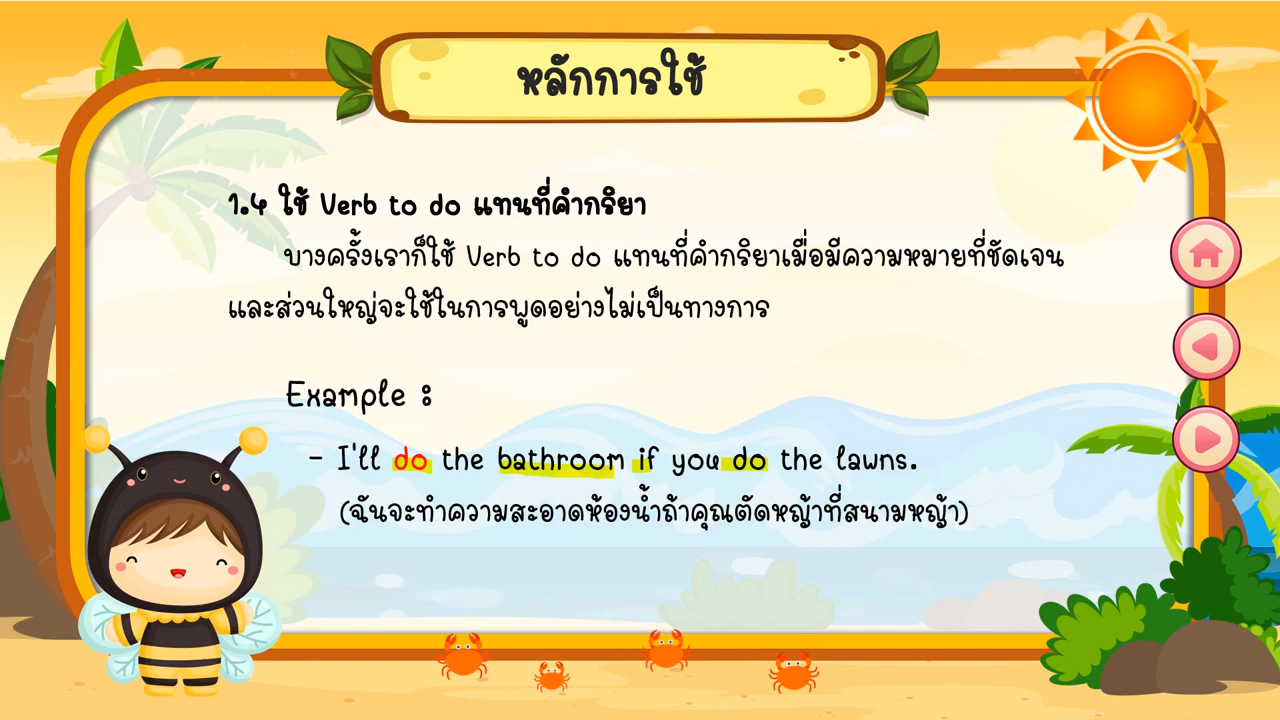 หลักการใช้
1.4 ใช้ Verb to do แทนที่คำกริยา
บางครั้งเราก็ใช้ Verb to do แทนที่คำกริยาเมื่อมีความหมายที่ชัดเจน
และส่วนใหญ่จะใช้ในการพูดอย่างไม่เป็นทางการ
Example :
- I'll do the bathroom if you do the lawns.
(ฉันจะทำความสะอาดห้องน้ำถ้าคุณตัดหญ้าที่สนามหญ้า)